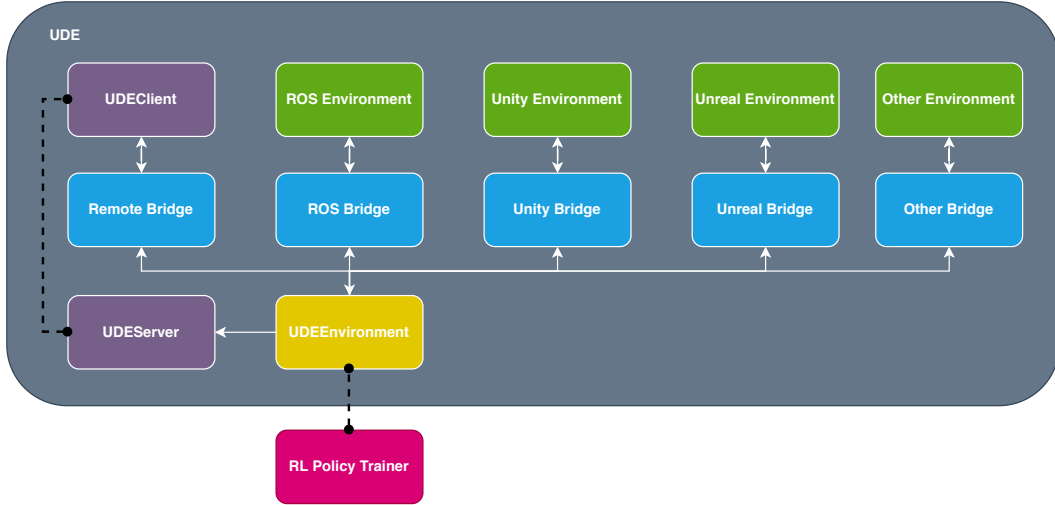 UDE
UDEClient
ROS Environment
Unity Environment
Unreal Environment
Other Environment
Remote Bridge
ROS Bridge
Unity Bridge
Unreal Bridge
Other Bridge
UDEServer
UDEEnvironment
RL Policy Trainer